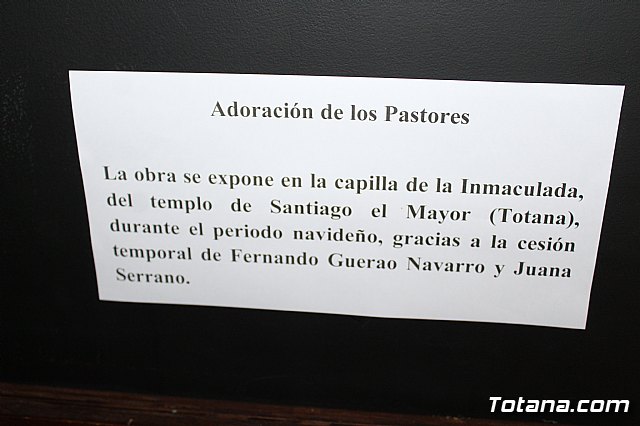 Adoración de los Pastores
La obra se expone en la capilla de la Inmaculada,
del templo de Santiago el Mayor (Totana),
durante el periodo navideño, gracias a la cesión
temporal de Fernando Guerao Navarro y Juana
Serrano.
Totana.com